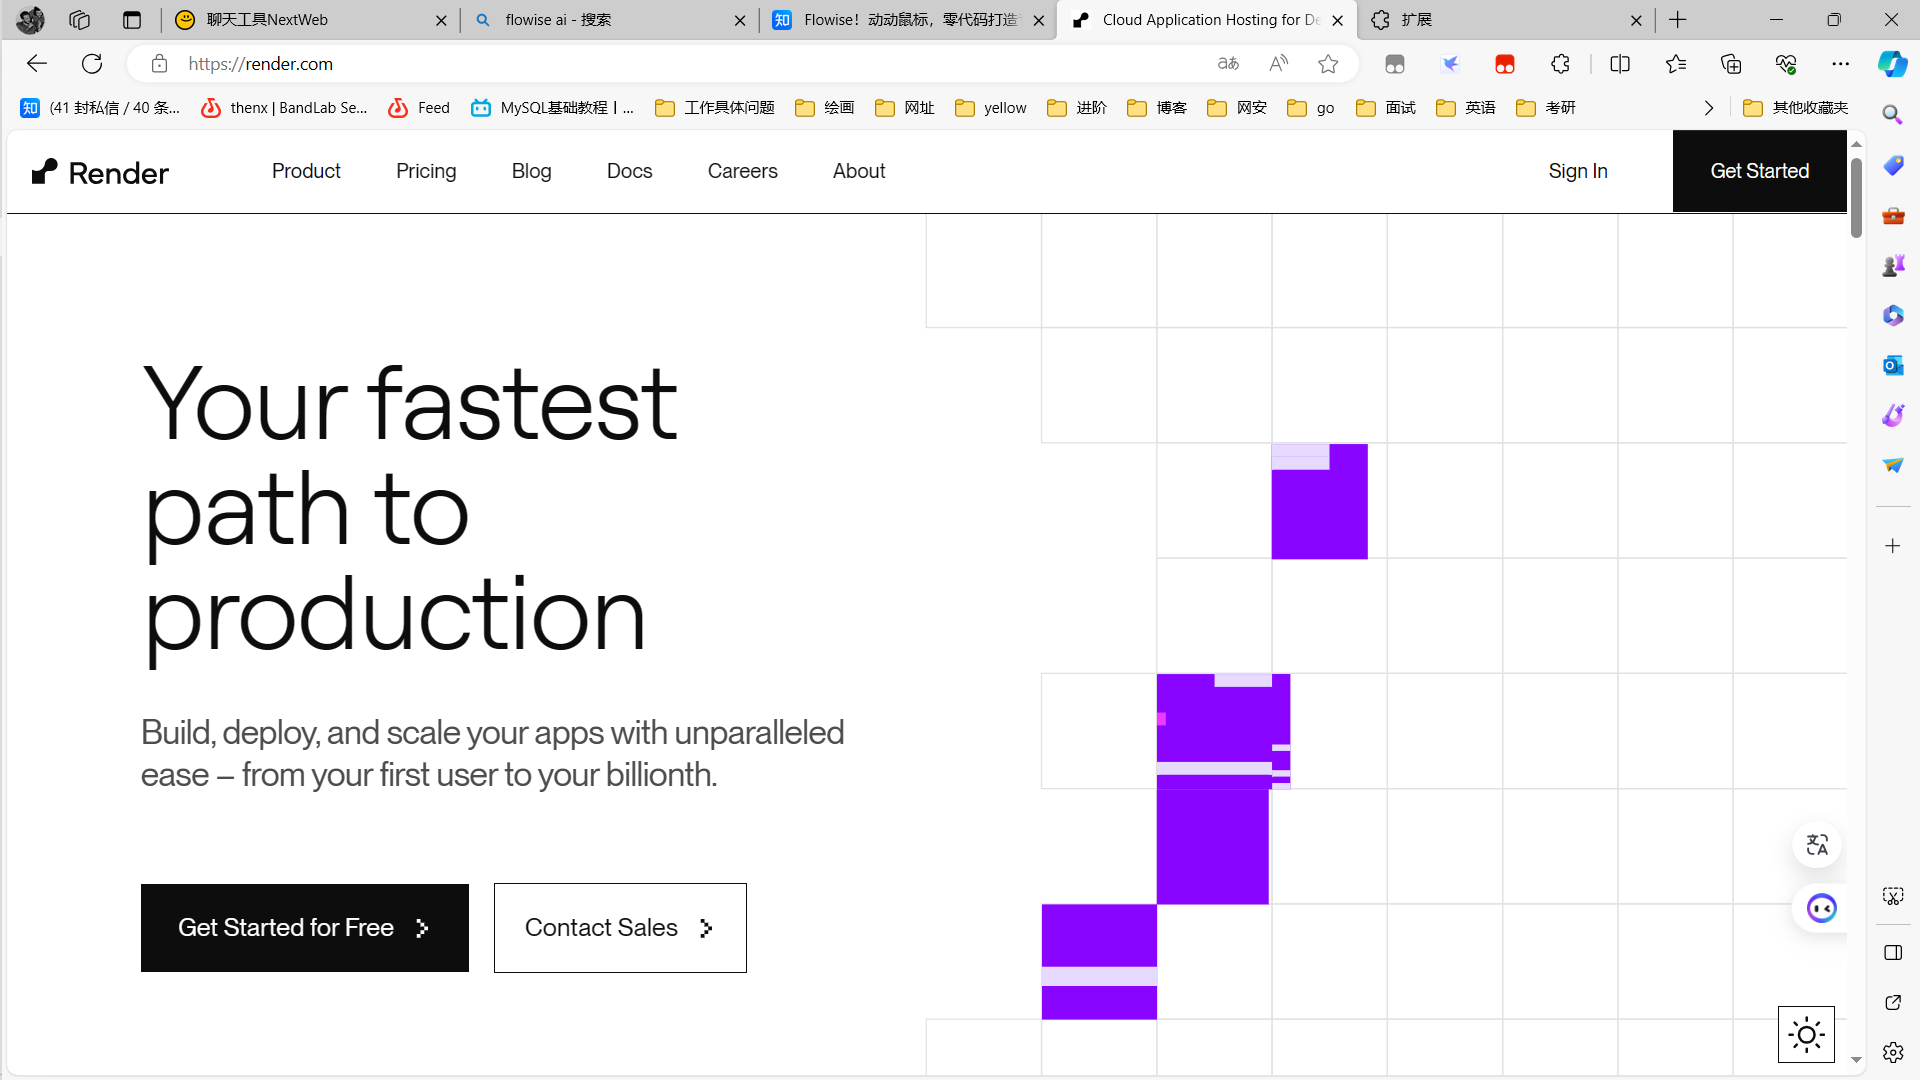 聊天工具NextWeb
flowise ai - 搜索
Flowise！动动鼠标，零代码打造
Cloud Application Hosting for De
扩展
https://render.com
(41 封私信 / 40 条...
thenx | BandLab Se...
Feed
MySQL基础教程丨...
工作具体问题
绘画
网址
yellow
进阶
博客
网安
go
面试
英语
考研
其他收藏夹
Render
Product
Pricing
Blog
Docs
Careers
About
Sign In
Get Started
Your fastest
path to
production
Build, deploy, and scale your apps with unparalleled
ease – from your first user to your billionth.
Get Started for Free
Contact Sales